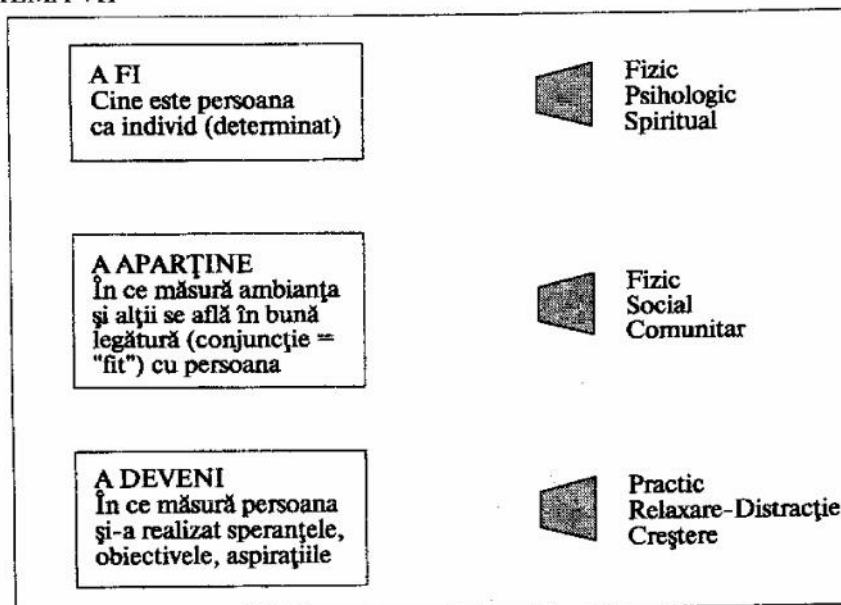 A FI
Cine este persoana
ca individ (determinat)
Fizic
Psihologic
Spiritual
A APARŢINE
În ce măsură ambianţa
şi alţii se află în bună
legătură (conjuncţie =
"fit") cu persoana
Fizic
Social
Comunitar
A DEVENI
În ce măsură persoana
şi-a realizat speranţele,
obiectivele, aspiraţiile
Practic
Relaxare-Distracţie
Creştere